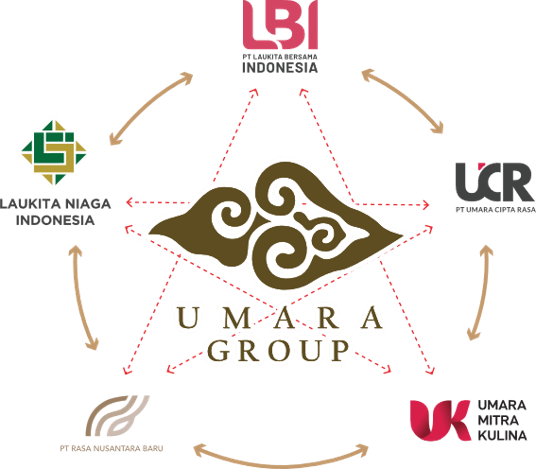 LBI
PT LAUKITA BERSAMA
INDONESIA
LAUKITA NIAGA
INDONESIA
UCR
PT UMARA CIPTA RASA
UMARA
GROUP
PT RASA NUSANTARA BARU
UK
UMARA
MITRA
KULINA